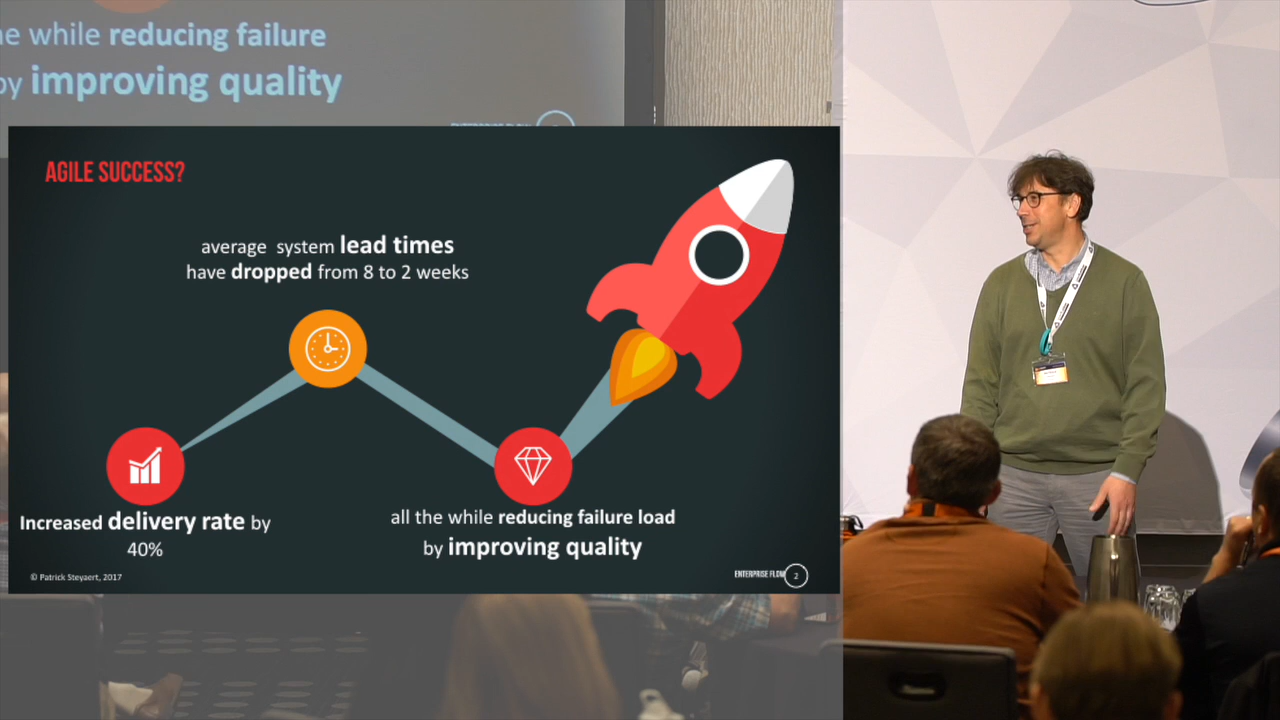 e while reducing failure
by improving quality
AGILE SUCCESS?
average system lead times
have dropped from 8 to 2 weeks
Increased delivery rate by
40%
all the while reducing failure load
by improving quality
© Patrick Steyaert, 2017
ENTERPRISE FLOW
2